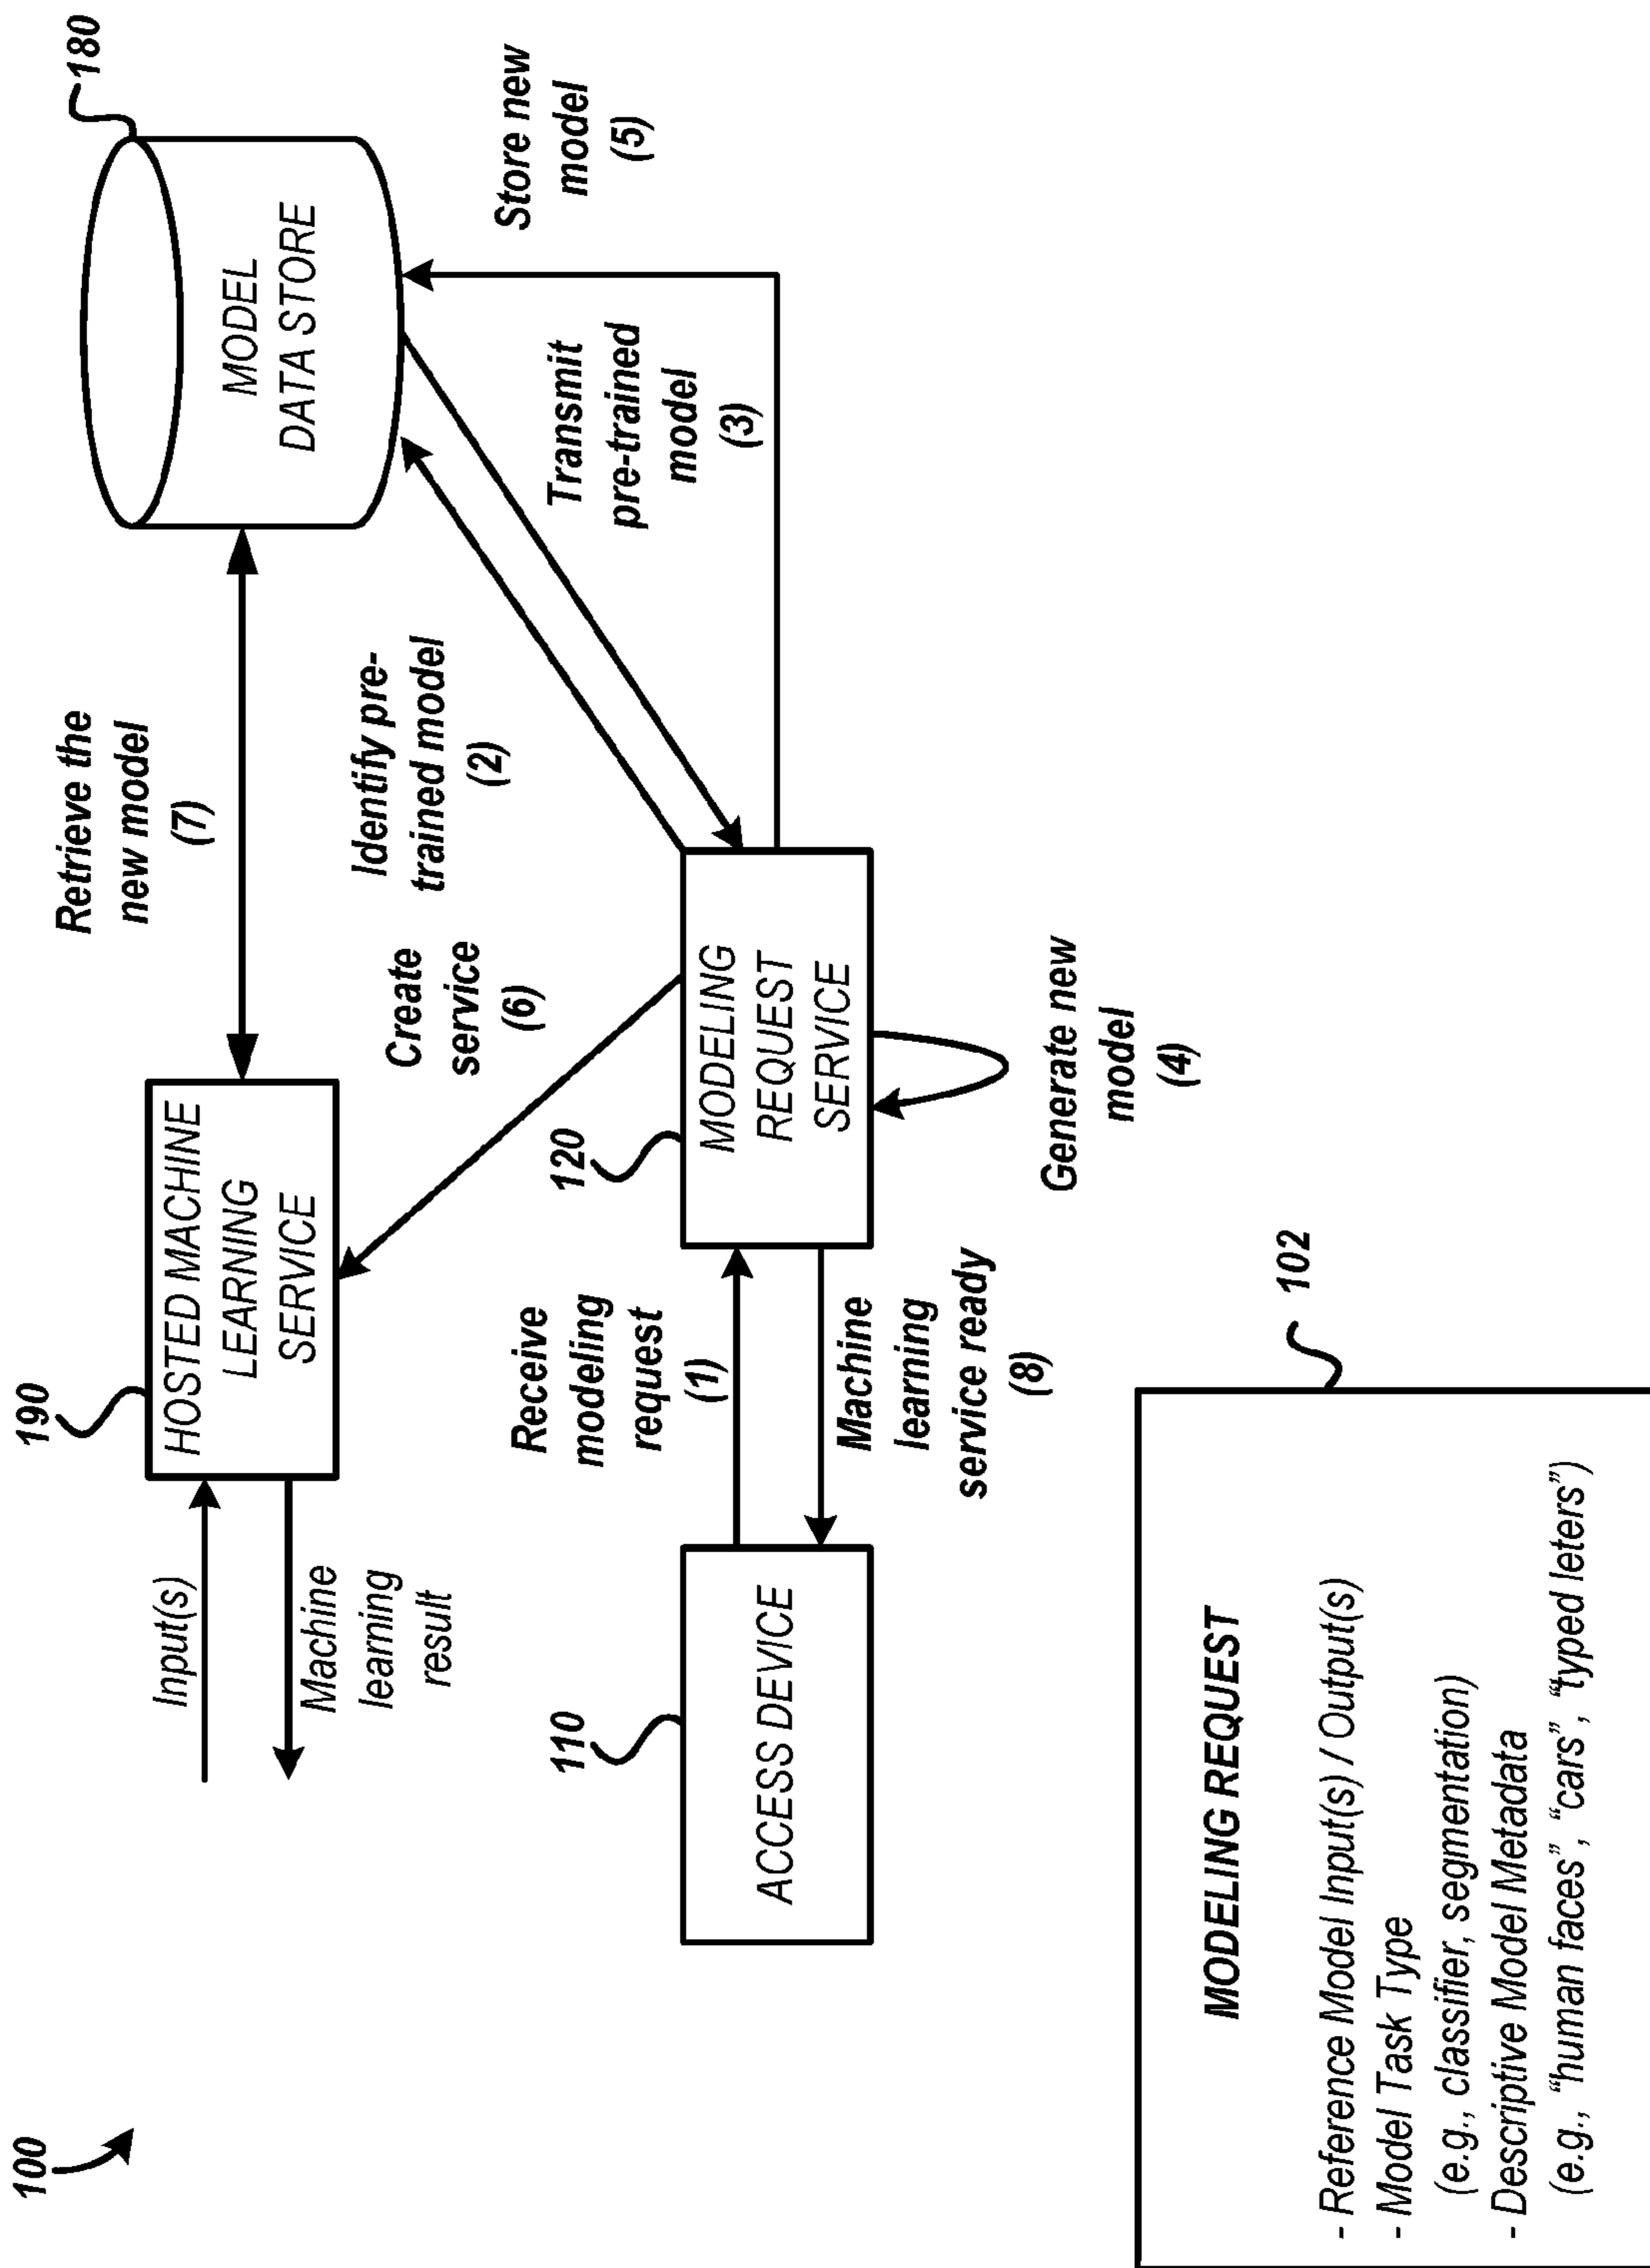 100
190
HOSTED MACHINE
LEARNING
SERVICE
Input(s)
Machine
learning
result
Retrieve the
new model
(7)
180
MODEL
DATA STORE
Create
service
(6)
Identify pre-
trained model
(2)
Transmit
pre-trained
model
(3)
Store new
model
(5)
110
ACCESS DEVICE
Receive
modeling
request
(1)
Machine
learning
service ready
(8)
120
MODELING
REQUEST
SERVICE
Generate new
model
(4)
102
MODELING REQUEST
- Reference Model Input(s) / Output(s)
- Model Task Type
(e.g., classifier, segmentation)
- Descriptive Model Metadata
(e.g., “human faces”, “cars”, “typed leters”)